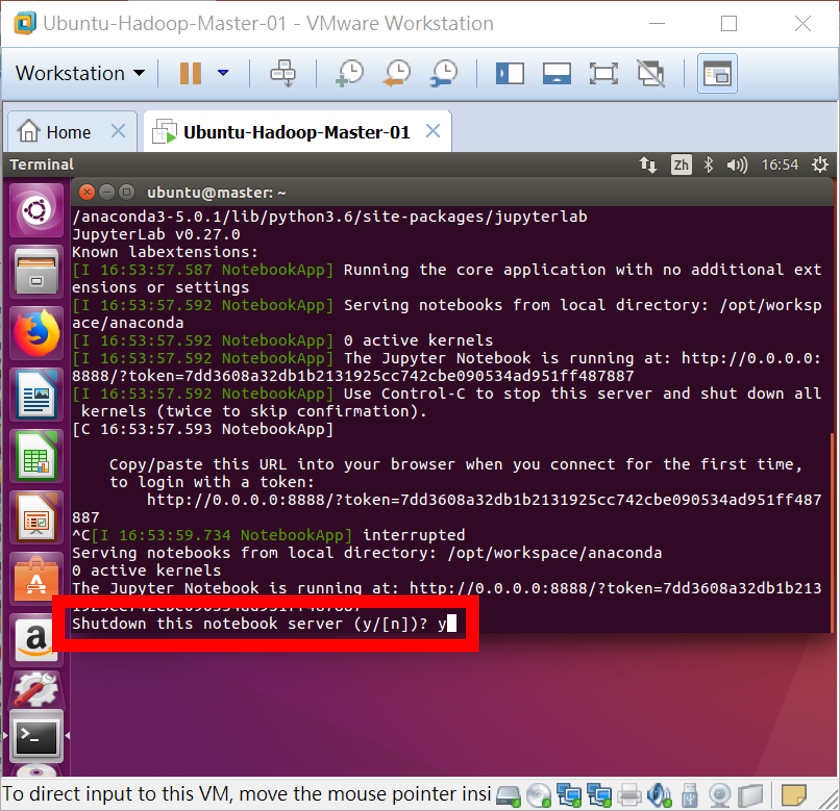 Ubuntu-Hadoop-Master-01 - VMware Workstation
Workstation
Home
Ubuntu-Hadoop-Master-01
Terminal
Zh
16:54
ubuntu@master: ~
/anaconda3-5.0.1/lib/python3.6/site-packages/jupyterlab
JupyterLab v0.27.0
Known labextensions:
[I 16:53:57.587 NotebookApp] Running the core application with no additional ext
ensions or settings
[I 16:53:57.592 NotebookApp] Serving notebooks from local directory: /opt/worksp
ace/anaconda
[I 16:53:57.592 NotebookApp] 0 active kernels
[I 16:53:57.592 NotebookApp] The Jupyter Notebook is running at: http://0.0.0.0:
8888/?token=7dd3608a32db1b2131925cc742cbe090534ad951ff487887
[I 16:53:57.592 NotebookApp] Use Control-C to stop this server and shut down all
kernels (twice to skip confirmation).
[C 16:53:57.593 NotebookApp]
Copy/paste this URL into your browser when you connect for the first time,
to login with a token:
http://0.0.0.0:8888/?token=7dd3608a32db1b2131925cc742cbe090534ad951ff487
887
^C[I 16:53:59.734 NotebookApp] interrupted
Serving notebooks from local directory: /opt/workspace/anaconda
0 active kernels
The Jupyter Notebook is running at: http://0.0.0.0:8888/?token=7dd3608a32db1b213
1925cc742cbe090534ad951ff487887
Shutdown this notebook server (y/[n])? y
To direct input to this VM, move the mouse pointer insi